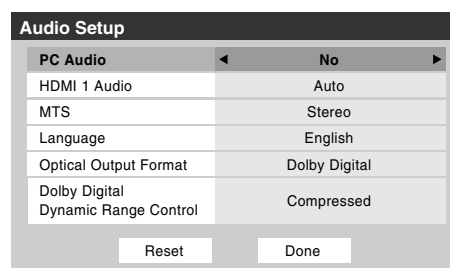 Audio Setup
PC Audio ◀ No ▶
HDMI 1 Audio Auto
MTS Stereo
Language English
Optical Output Format Dolby Digital
Dolby Digital
Dynamic Range Control Compressed
Reset Done